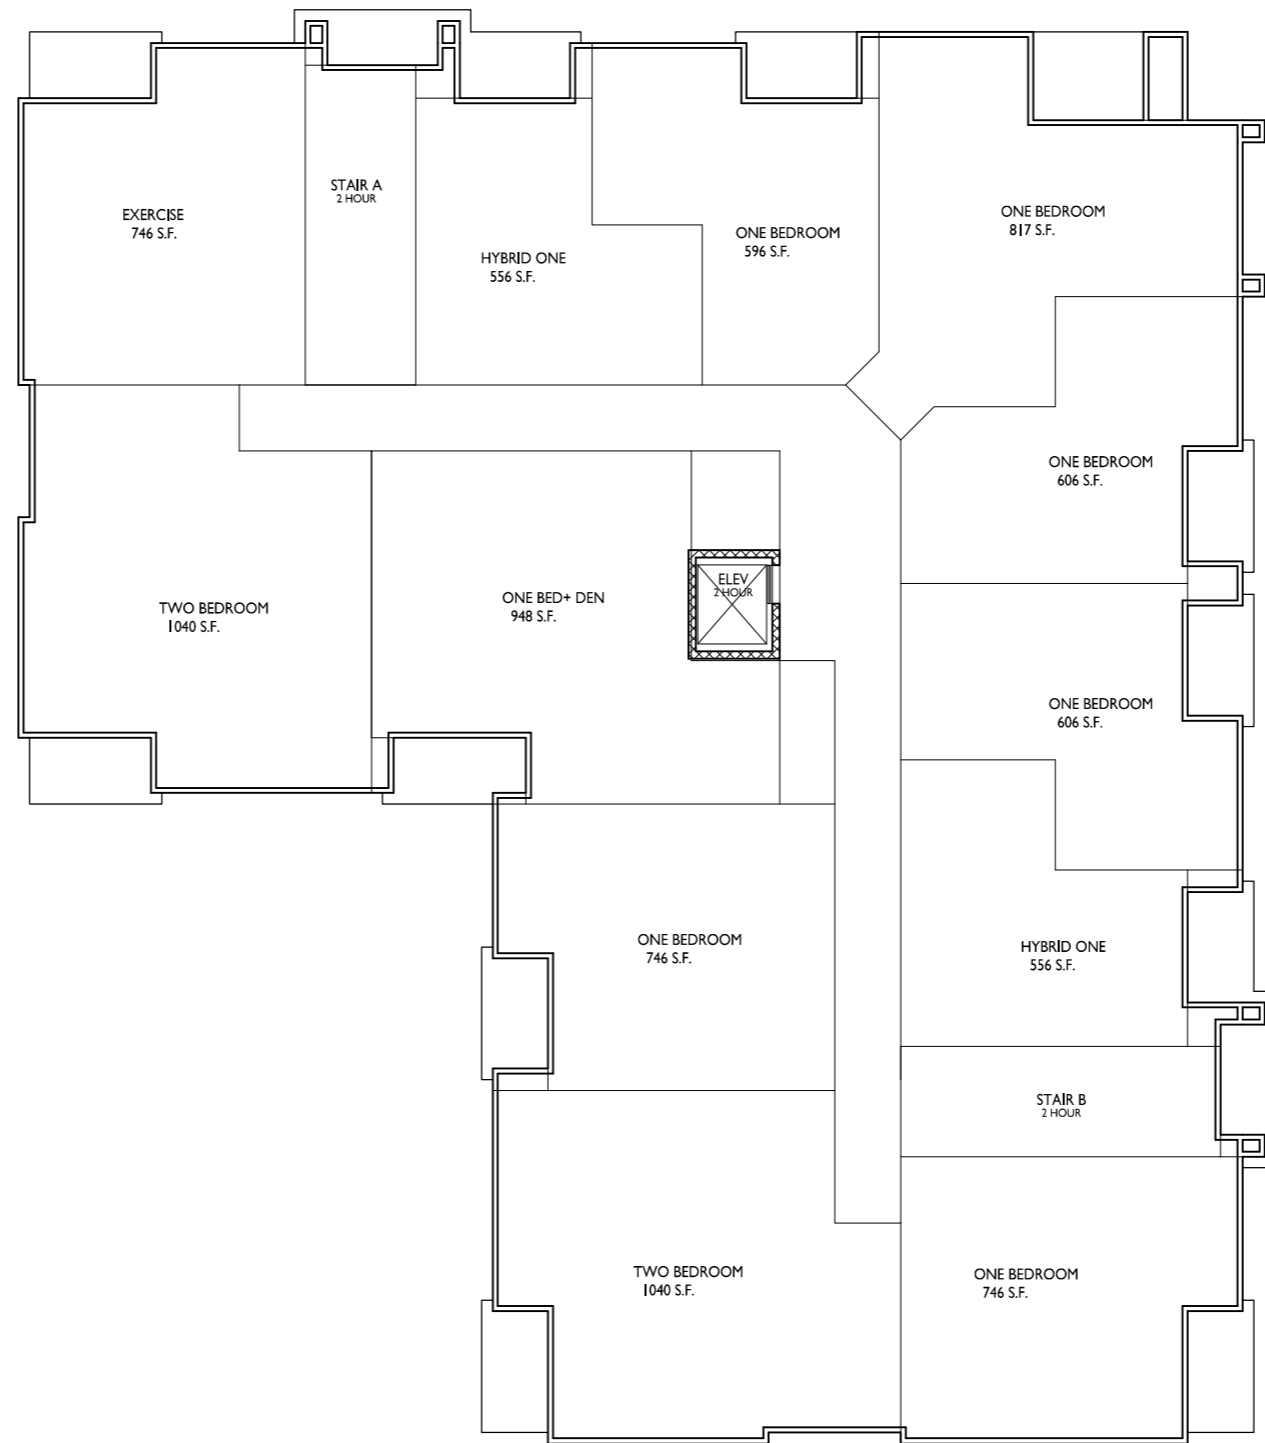 EXERCISE
746 S.F.
STAIR A
2 HOUR
HYBRID ONE
556 S.F.
ONE BEDROOM
596 S.F.
ONE BEDROOM
817 S.F.
ONE BEDROOM
606 S.F.
TWO BEDROOM
1040 S.F.
ONE BED+ DEN
948 S.F.
ELEV
2 HOUR
ONE BEDROOM
606 S.F.
ONE BEDROOM
746 S.F.
HYBRID ONE
556 S.F.
STAIR B
2 HOUR
TWO BEDROOM
1040 S.F.
ONE BEDROOM
746 S.F.